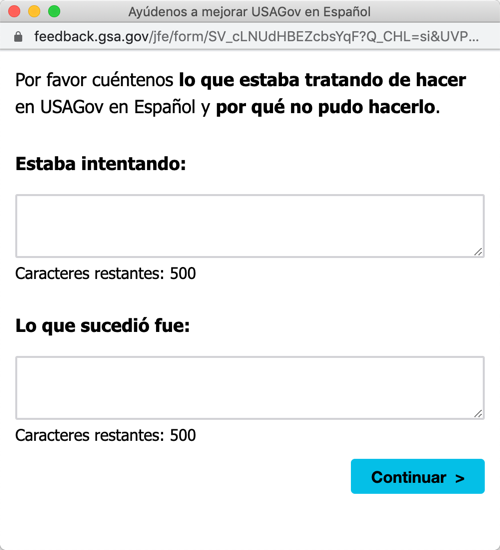 Ayúdenos a mejorar USAGov en Español
feedback.gsa.gov/jfe/form/SV_cLNUdHBEZcbsYqF?Q_CHL=si&UVP...
Por favor cuéntenos lo que estaba tratando de hacer
en USAGov en Español y por qué no pudo hacerlo.
Estaba intentando:
Caracteres restantes: 500
Lo que sucedió fue:
Caracteres restantes: 500
Continuar >